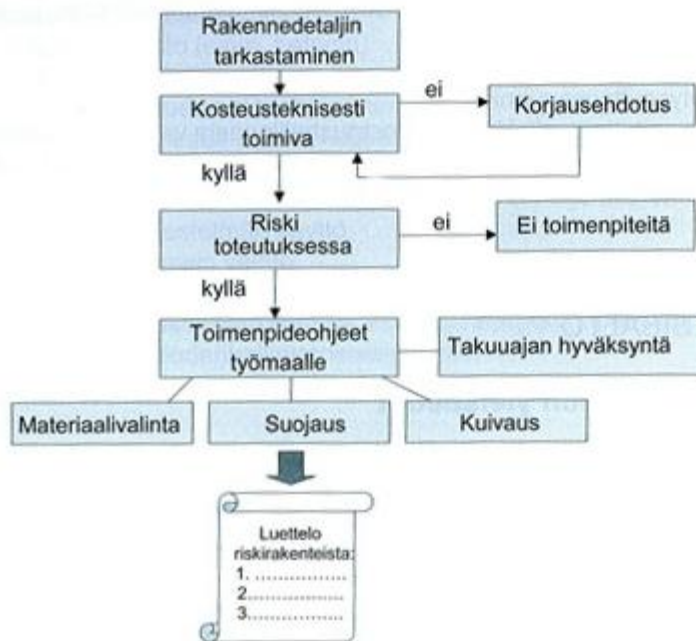 Rakennedetaljin
tarkastaminen
Kosteusteknisesti
toimiva
ei
Korjausehdotus
kyllä
Riski
toteutuksessa
ei
Ei toimenpiteitä
kyllä
Toimenpideohjeet
työmaalle
Takuuajan hyväksyntä
Materiaalivalinta
Suojaus
Kuivaus
Luettelo
riskirakenteista:
1. ................
2................
3................